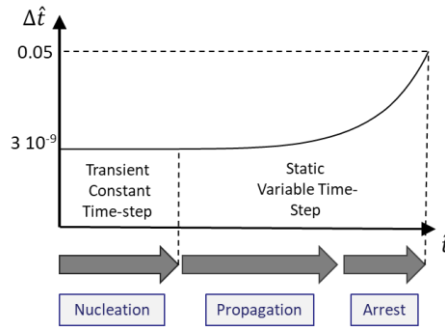 Δt̂
0.05
3 10⁻⁹
Transient
Constant
Time-step
Static
Variable Time-
Step
t̂
Nucleation
Propagation
Arrest